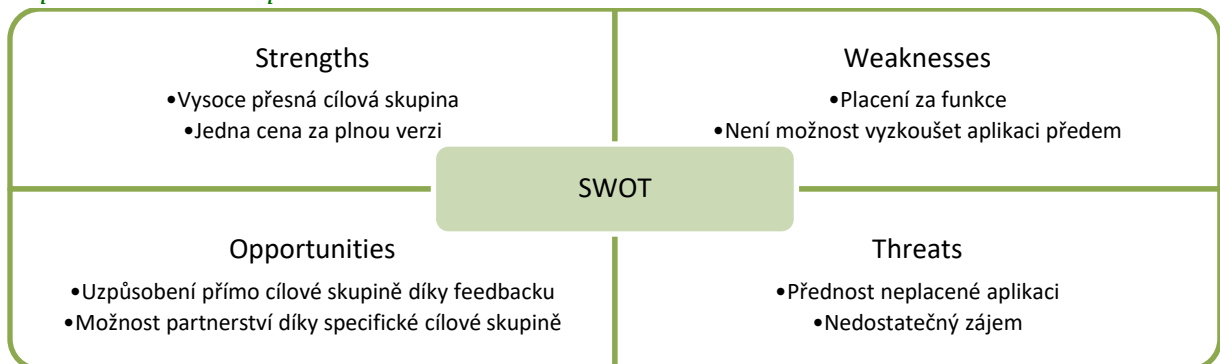 Strengths
•Vysoce přesná cílová skupina
•Jedna cena za plnou verzi
Weaknesses
•Placení za funkce
•Není možnost vyzkoušet aplikaci předem
SWOT
Opportunities
•Uzpůsobení přímo cílové skupině díky feedbacku
•Možnost partnerství díky specifické cílové skupině
Threats
•Přednost neplacené aplikaci
•Nedostatečný zájem